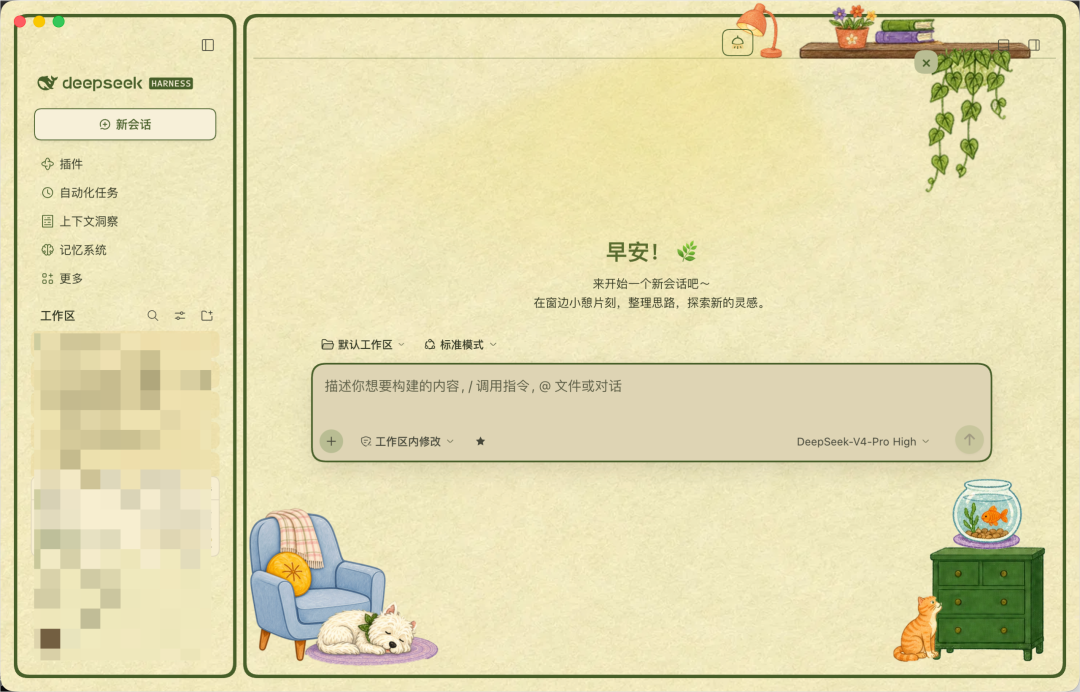 deepseek HARNESS
新会话
插件
自动化任务
上下文洞察
记忆系统
更多
工作区
早安！
来开始一个新会话吧～
在窗边小憩片刻，整理思路，探索新的灵感。
默认工作区 标准模式
描述你想要构建的内容, / 调用指令, @ 文件或对话
工作区内修改 DeepSeek-V4-Pro High